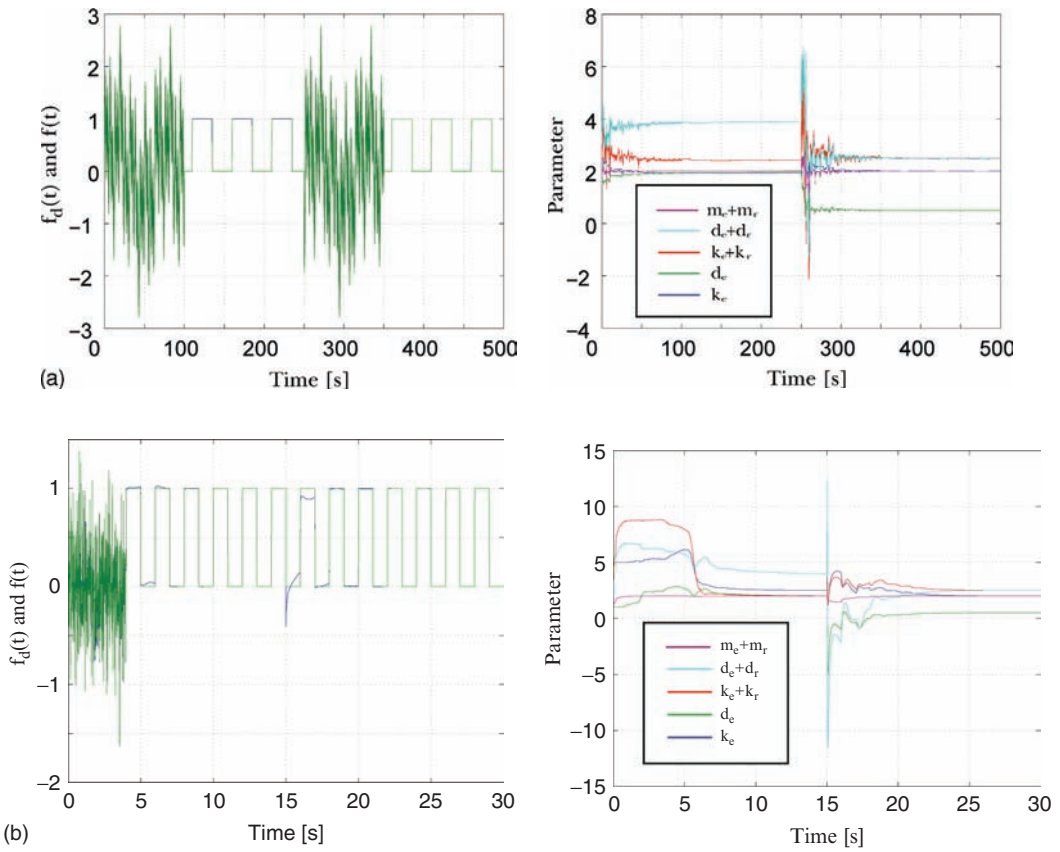 3
2
1
0
−1
−2
−3
f_d(t) and f(t)
0 100 200 300 400 500
Time [s]
(a)
8
6
4
2
0
−2
−4
Parameter
m_e+m_r
d_e+d_r
k_e+k_r
d_e
k_e
0 100 200 300 400 500
Time [s]
1
0
−1
−2
f_d(t) and f(t)
0 5 10 15 20 25 30
Time [s]
(b)
15
10
5
0
−5
−10
−15
Parameter
m_e+m_r
d_e+d_r
k_e+k_r
d_e
k_e
0 5 10 15 20 25 30
Time [s]